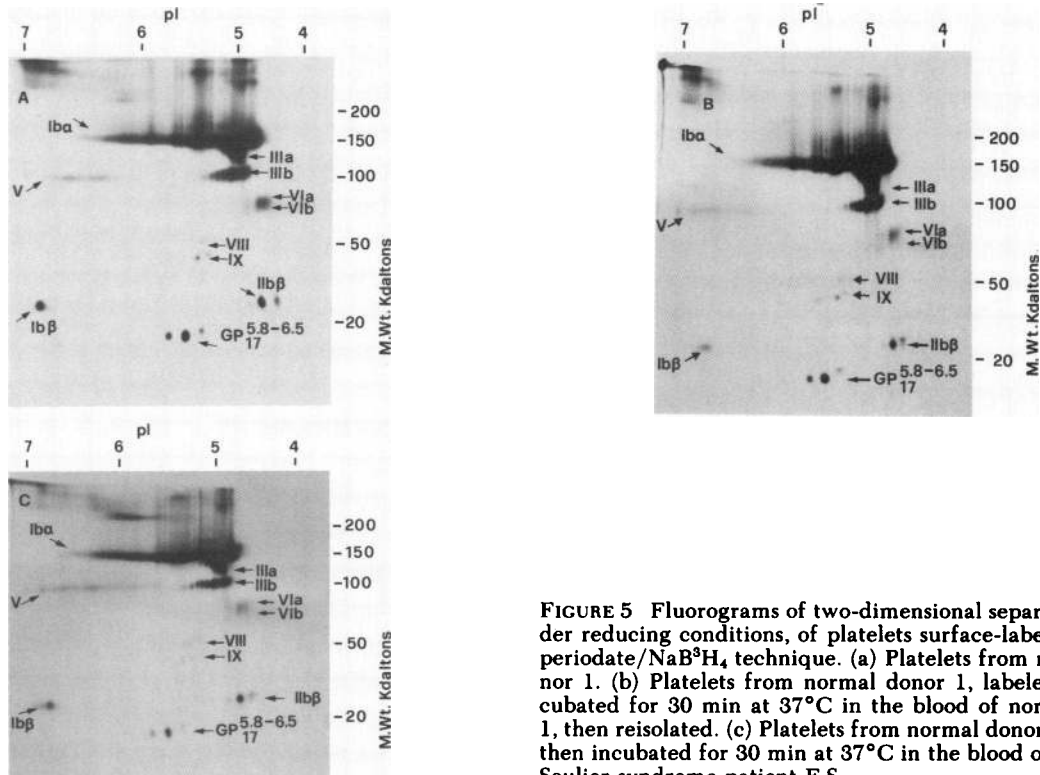 pI
7 6 5 4
A
Ibα
V
Ibβ
IIIa
IIIb
VIa
VIb
VIII
IX
IIbβ
GP 5.8-6.5
17
- 200
- 150
- 100
- 50
- 20
M.Wt. Kdaltons.
pI
7 6 5 4
B
Ibα
V
Ibβ
IIIa
IIIb
VIa
VIb
VIII
IX
IIbβ
GP 5.8-6.5
17
- 200
- 150
- 100
- 50
- 20
M. Wt. Kdaltons.
pI
7 6 5 4
C
Ibα
V
Ibβ
IIIa
IIIb
VIa
VIb
VIII
IX
IIbβ
GP 5.8-6.5
17
- 200
- 150
- 100
- 50
- 20
M.Wt. Kdaltons.
FIGURE 5 Fluorograms of two-dimensional separ
der reducing conditions, of platelets surface-labe
periodate/NaB³H₄ technique. (a) Platelets from
nor 1. (b) Platelets from normal donor 1, labele
cubated for 30 min at 37°C in the blood of nor
1, then reisolated. (c) Platelets from normal donor
then incubated for 30 min at 37°C in the blood o
Soulier syndrome patient F.S.